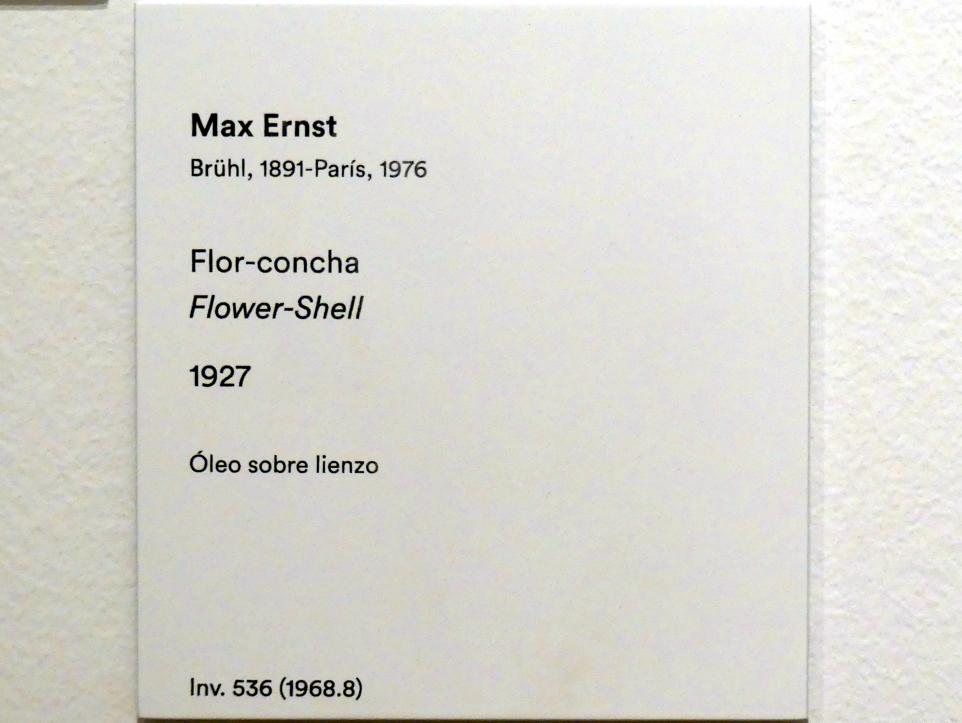 Max Ernst
Brühl, 1891-París, 1976
Flor-concha
Flower-Shell
1927
Óleo sobre lienzo
Inv. 536 (1968.8)